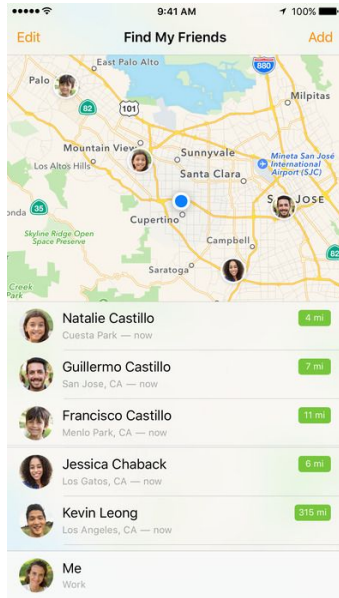 9:41 AM
100%
Edit
Find My Friends
Add
East Palo Alto
880
Palo
Milpitas
82
101
Mountain View
Sunnyvale
Mineta San José
International
Airport (SJC)
Los Altos Hills
Santa Clara
SAN JOSE
onda
35
Cupertino
Skyline Ridge Open
Space Preserve
Campbell
82
Saratoga
Creek
Park
Natalie Castillo
4 mi
Cuesta Park — now
Guillermo Castillo
7 mi
San Jose, CA — now
Francisco Castillo
11 mi
Menlo Park, CA — now
Jessica Chaback
6 mi
Los Gatos, CA — now
Kevin Leong
315 mi
Los Angeles, CA — now
Me
Work